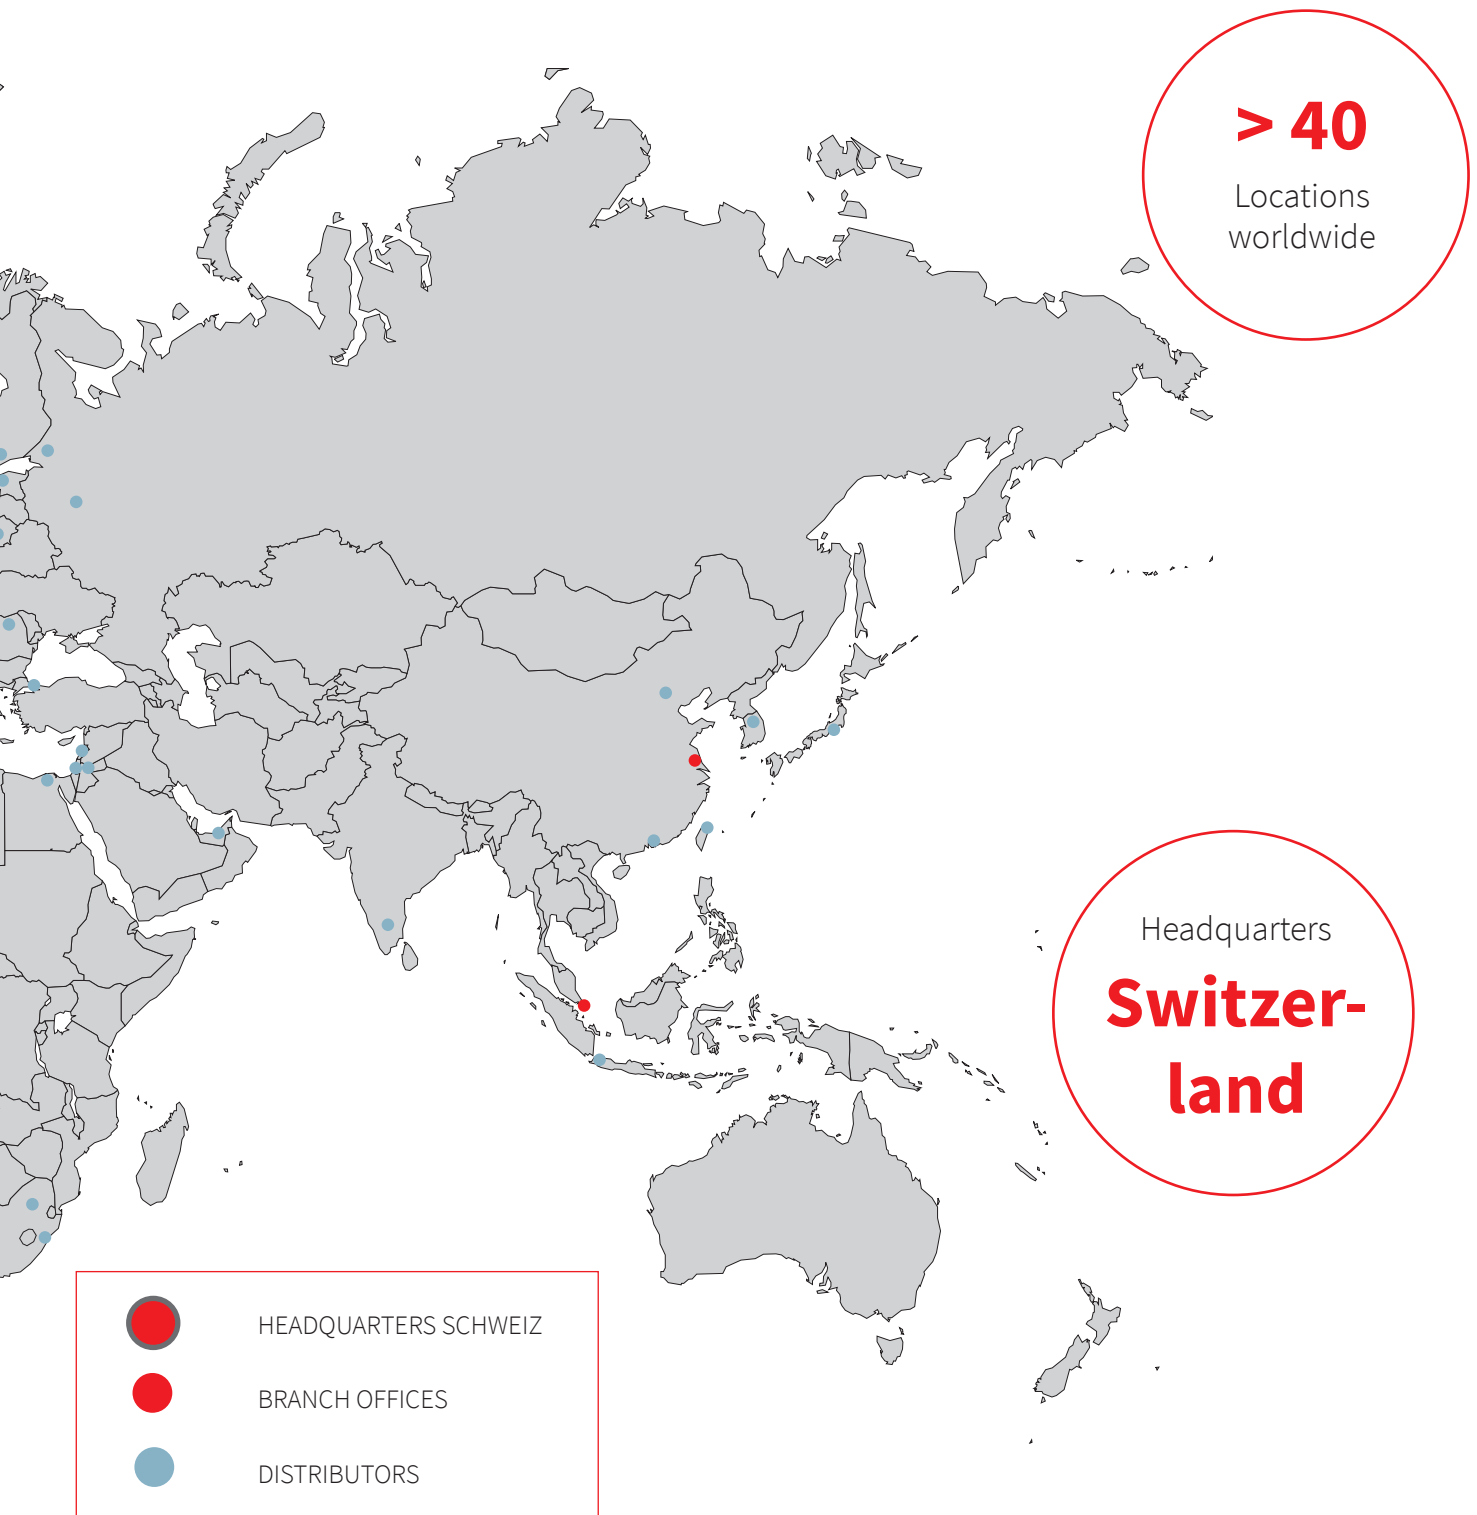 > 40
Locations
worldwide
Headquarters
Switzer-
land
HEADQUARTERS SCHWEIZ
BRANCH OFFICES
DISTRIBUTORS